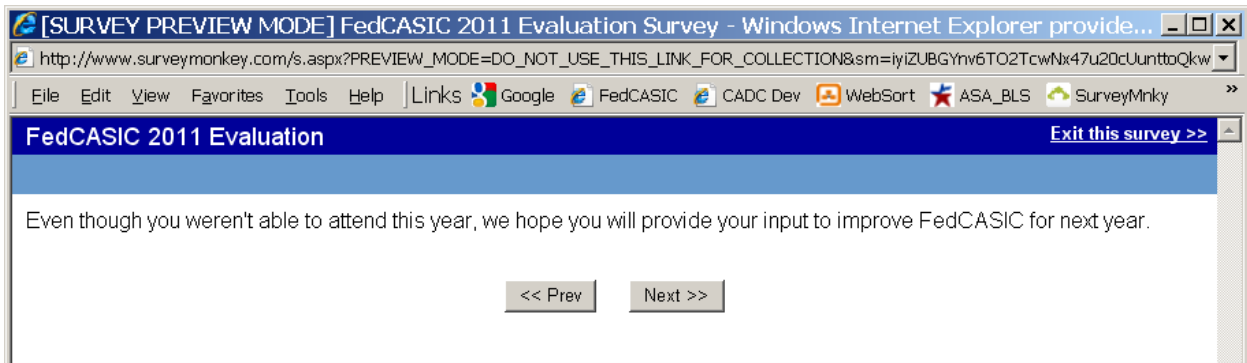 [SURVEY PREVIEW MODE] FedCASIC 2011 Evaluation Survey - Windows Internet Explorer provide...
http://www.surveymonkey.com/s.aspx?PREVIEW_MODE=DO_NOT_USE_THIS_LINK_FOR_COLLECTION&sm=iyiZUBGYnv6TO2TcwNx47u20cUunttoQkw
File Edit View Favorites Tools Help Links Google FedCASIC CADC Dev WebSort ASA_BLS SurveyMnky »
FedCASIC 2011 Evaluation Exit this survey >>
Even though you weren't able to attend this year, we hope you will provide your input to improve FedCASIC for next year.
<< Prev Next >>